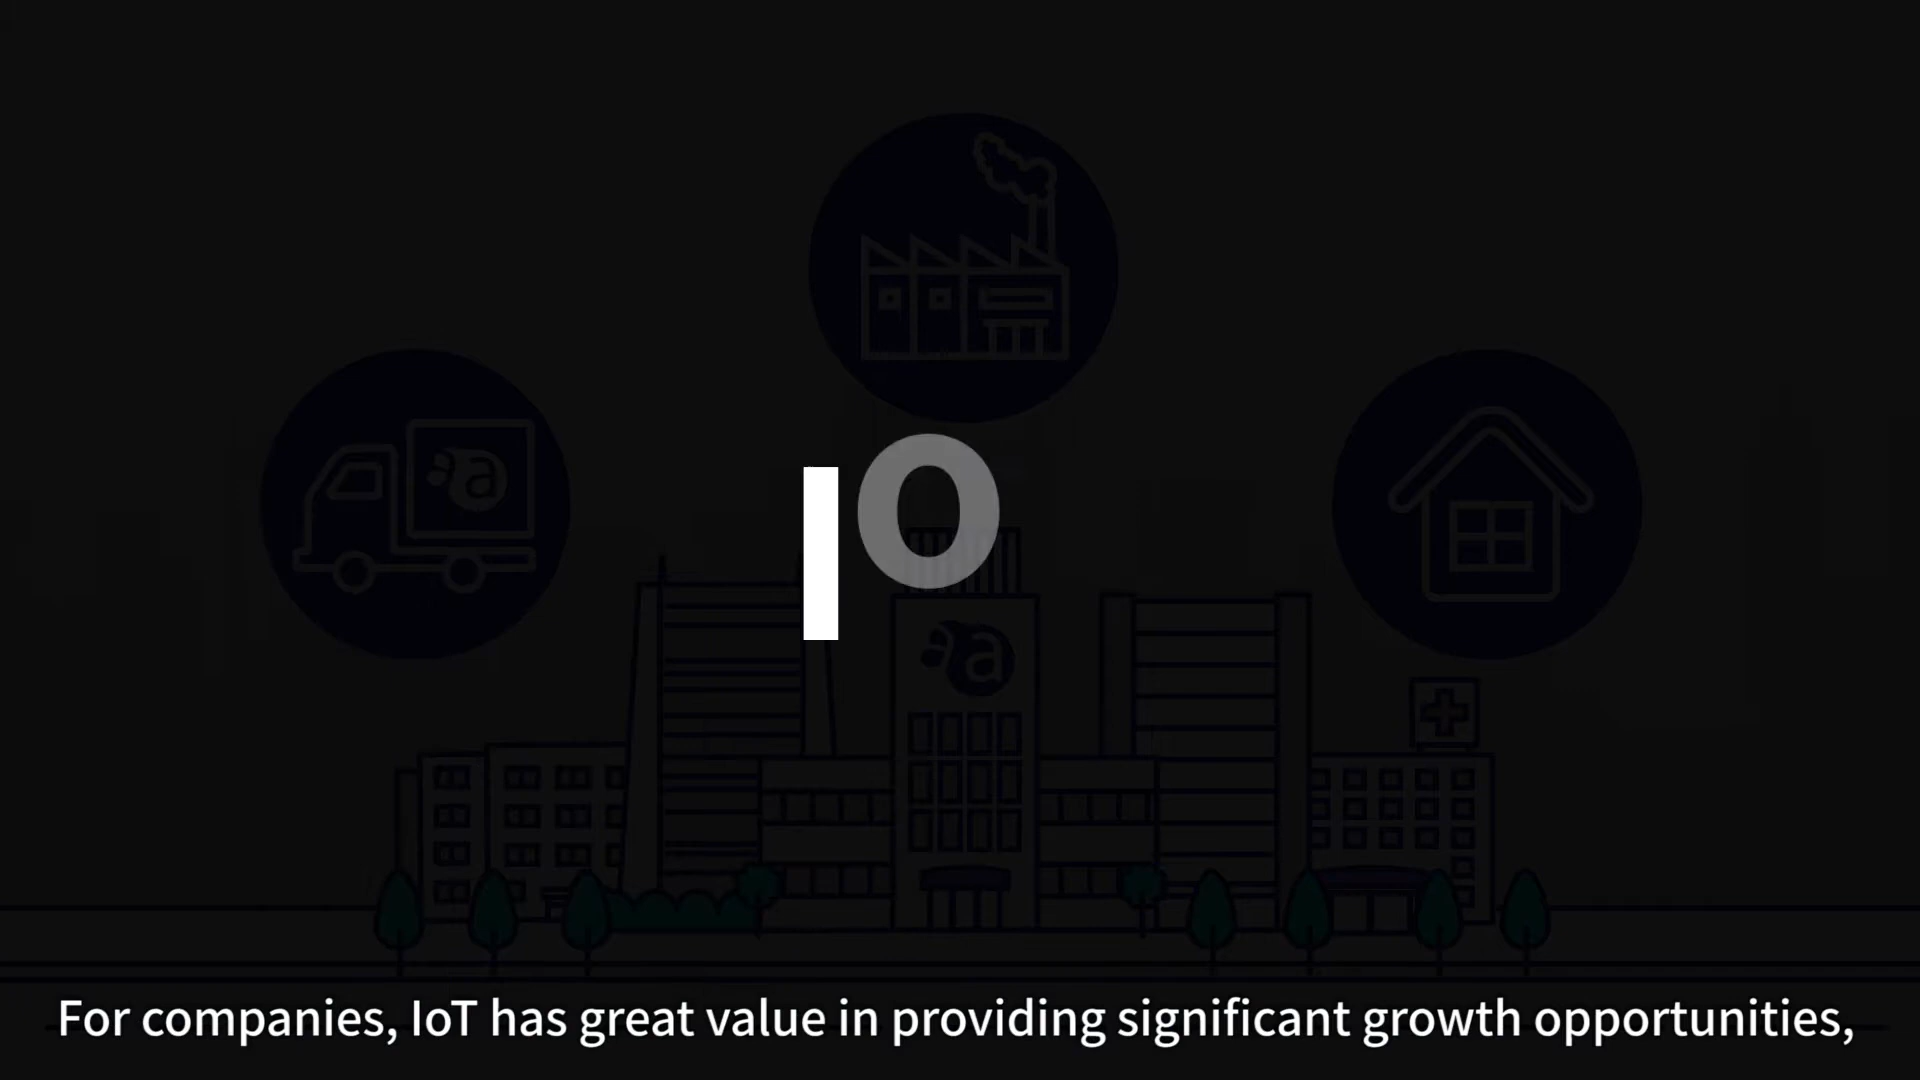 a
Io
a
For companies, IoT has great value in providing significant growth opportunities,